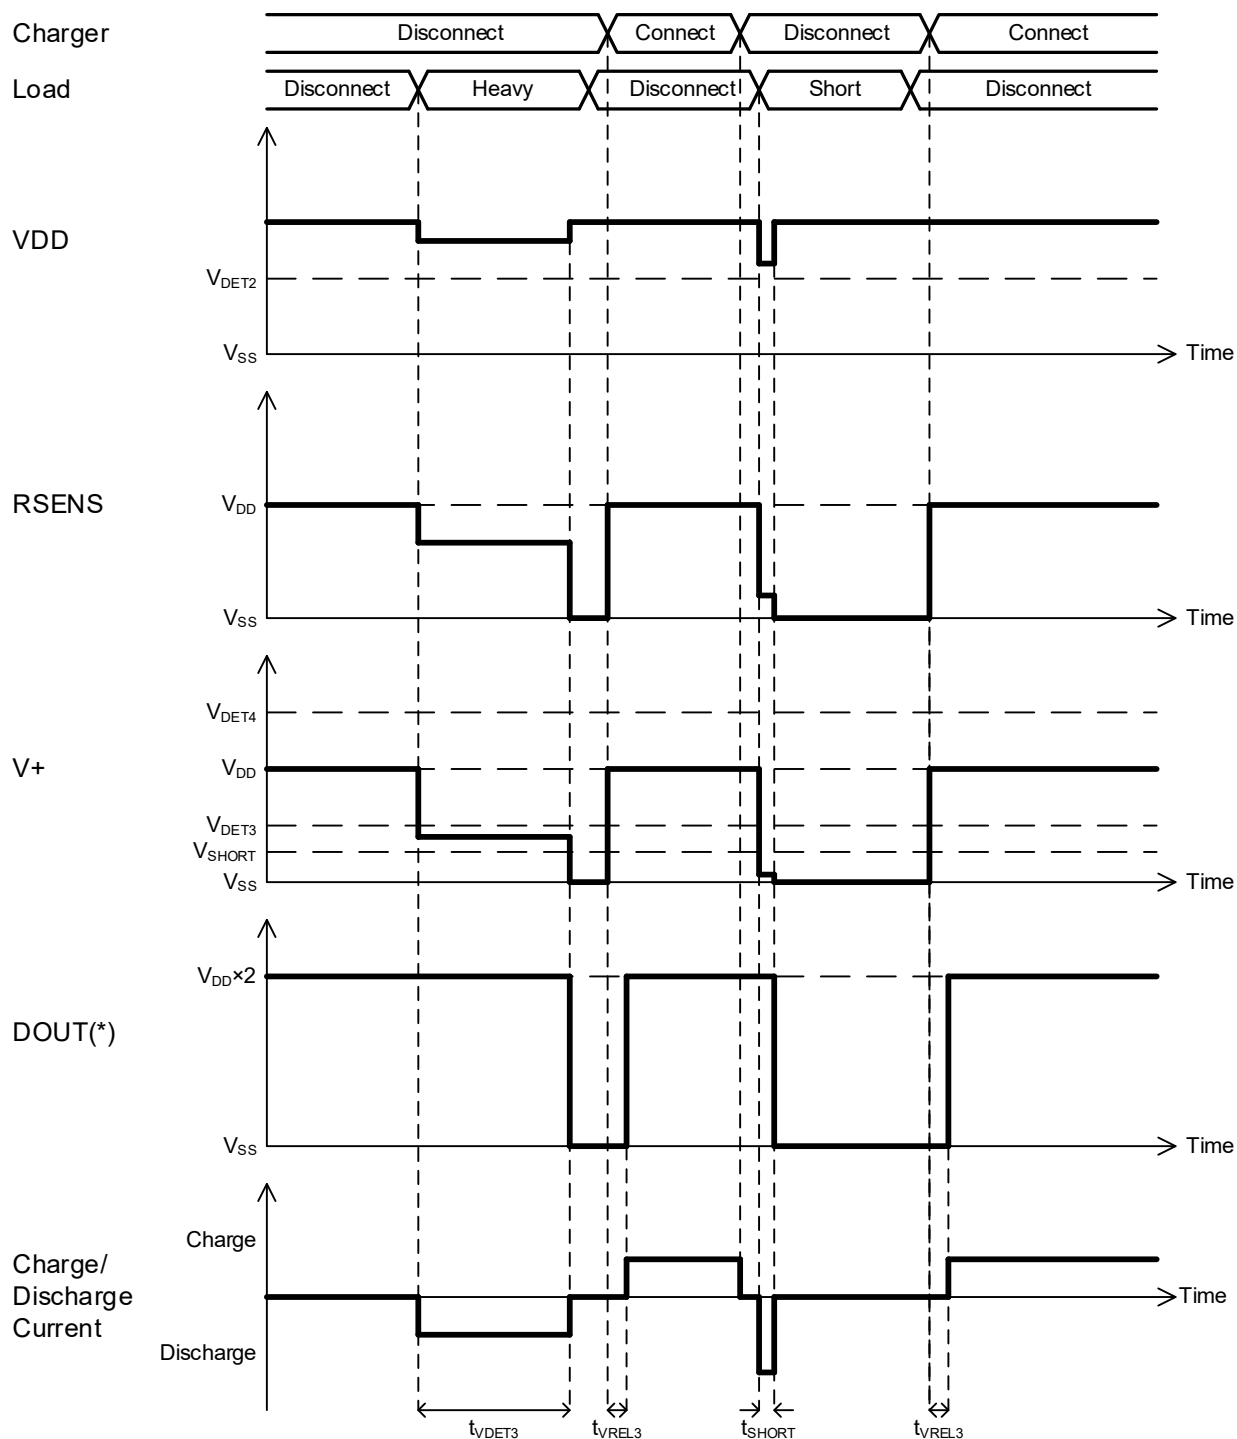 Charger Disconnect Connect Disconnect Connect
Load Disconnect Heavy Disconnect Short Disconnect
VDD
VDET2
VSS Time
RSENS VDD
VSS Time
VDET4
V+ VDD
VDET3
VSHORT
VSS Time
VDD×2
DOUT(*)
VSS Time
Charge
Charge/
Discharge Time
Current
Discharge
tVDET3 tVREL3 tSHORT tVREL3